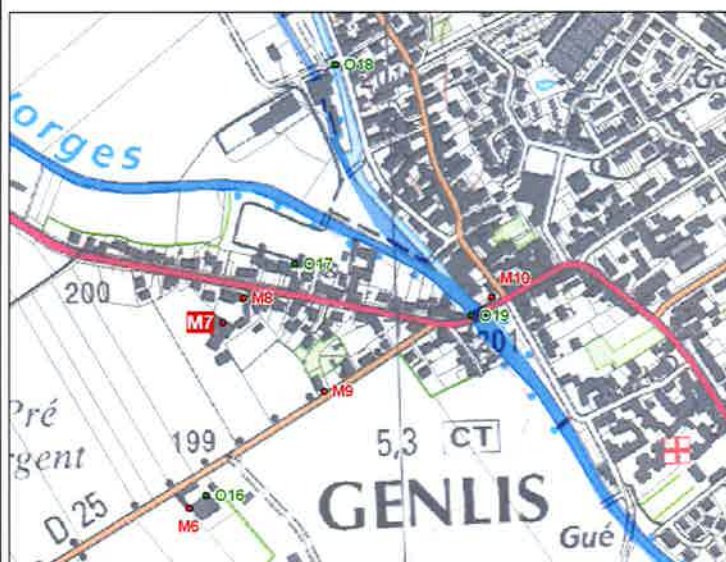 O18
orges
O17
200
M8
M10
M7
O19
201
M9
Pré
rgent
199
5,3
CT
O16
GENLIS
D 25
M6
Gué